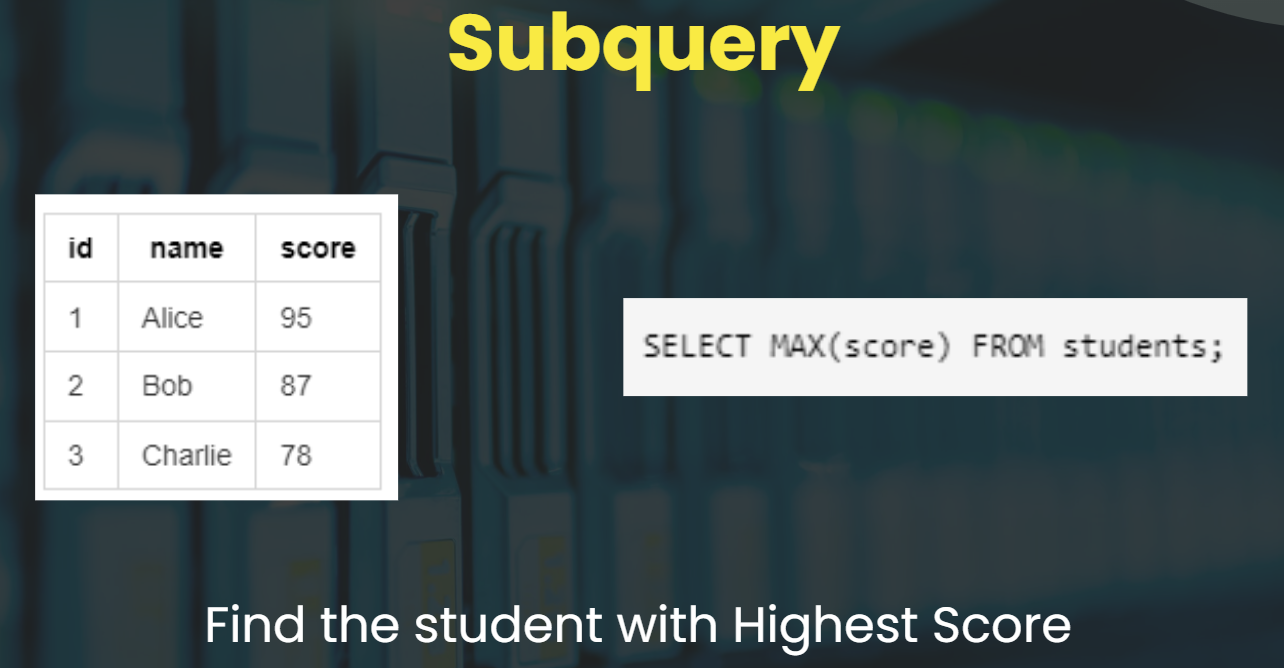 Subquery
id name score
1 Alice 95
2 Bob 87
3 Charlie 78
SELECT MAX(score) FROM students;
Find the student with Highest Score